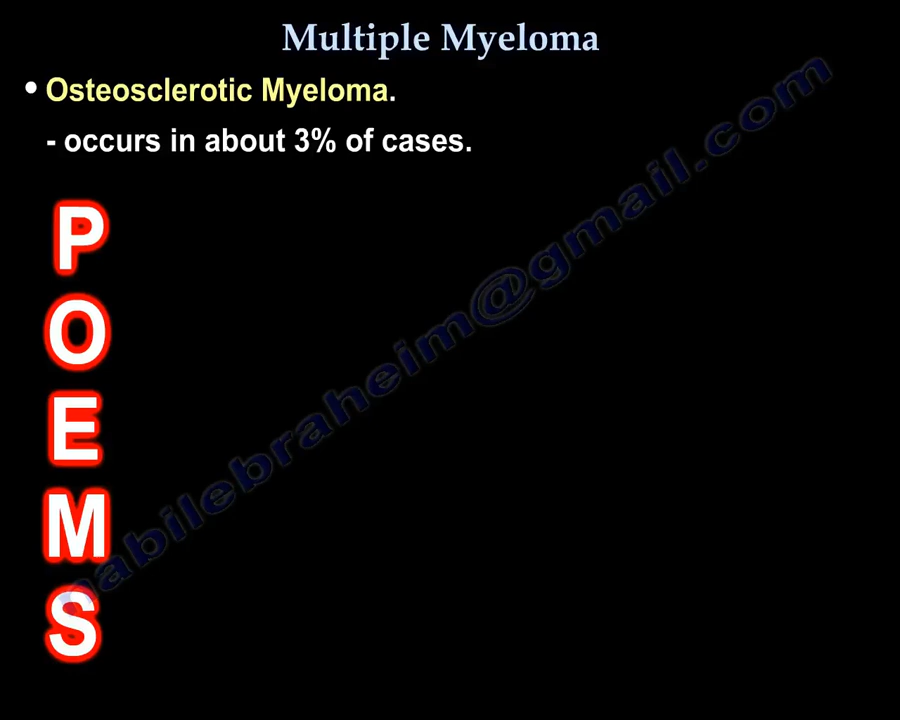 Multiple Myeloma
• Osteosclerotic Myeloma.
- occurs in about 3% of cases.
P
O
E
M
S
nabilebraheim@gmail.com